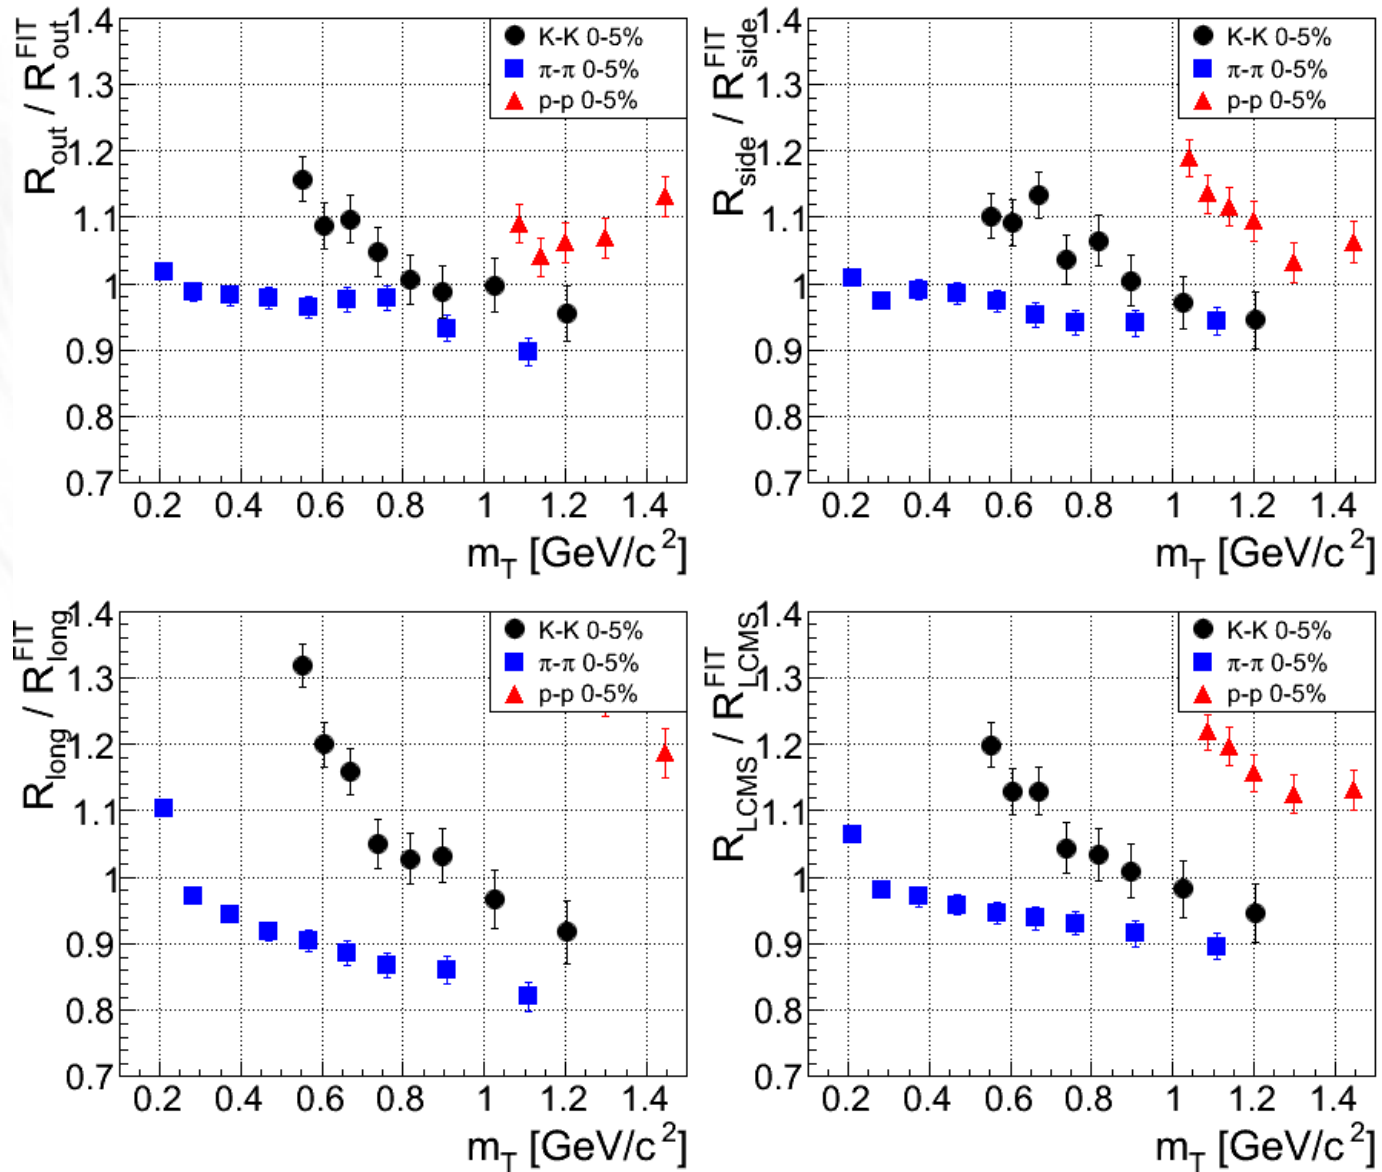 R_out / R_out^FIT
1.4
1.3
1.2
1.1
1
0.9
0.8
0.7
K-K 0-5%
π-π 0-5%
p-p 0-5%
0.2 0.4 0.6 0.8 1 1.2 1.4
m_T [GeV/c^2]
R_side / R_side^FIT
1.4
1.3
1.2
1.1
1
0.9
0.8
0.7
K-K 0-5%
π-π 0-5%
p-p 0-5%
0.2 0.4 0.6 0.8 1 1.2 1.4
m_T [GeV/c^2]
R_long / R_long^FIT
1.4
1.3
1.2
1.1
1
0.9
0.8
0.7
K-K 0-5%
π-π 0-5%
p-p 0-5%
0.2 0.4 0.6 0.8 1 1.2 1.4
m_T [GeV/c^2]
R_LCMS / R_LCMS^FIT
1.4
1.3
1.2
1.1
1
0.9
0.8
0.7
K-K 0-5%
π-π 0-5%
p-p 0-5%
0.2 0.4 0.6 0.8 1 1.2 1.4
m_T [GeV/c^2]